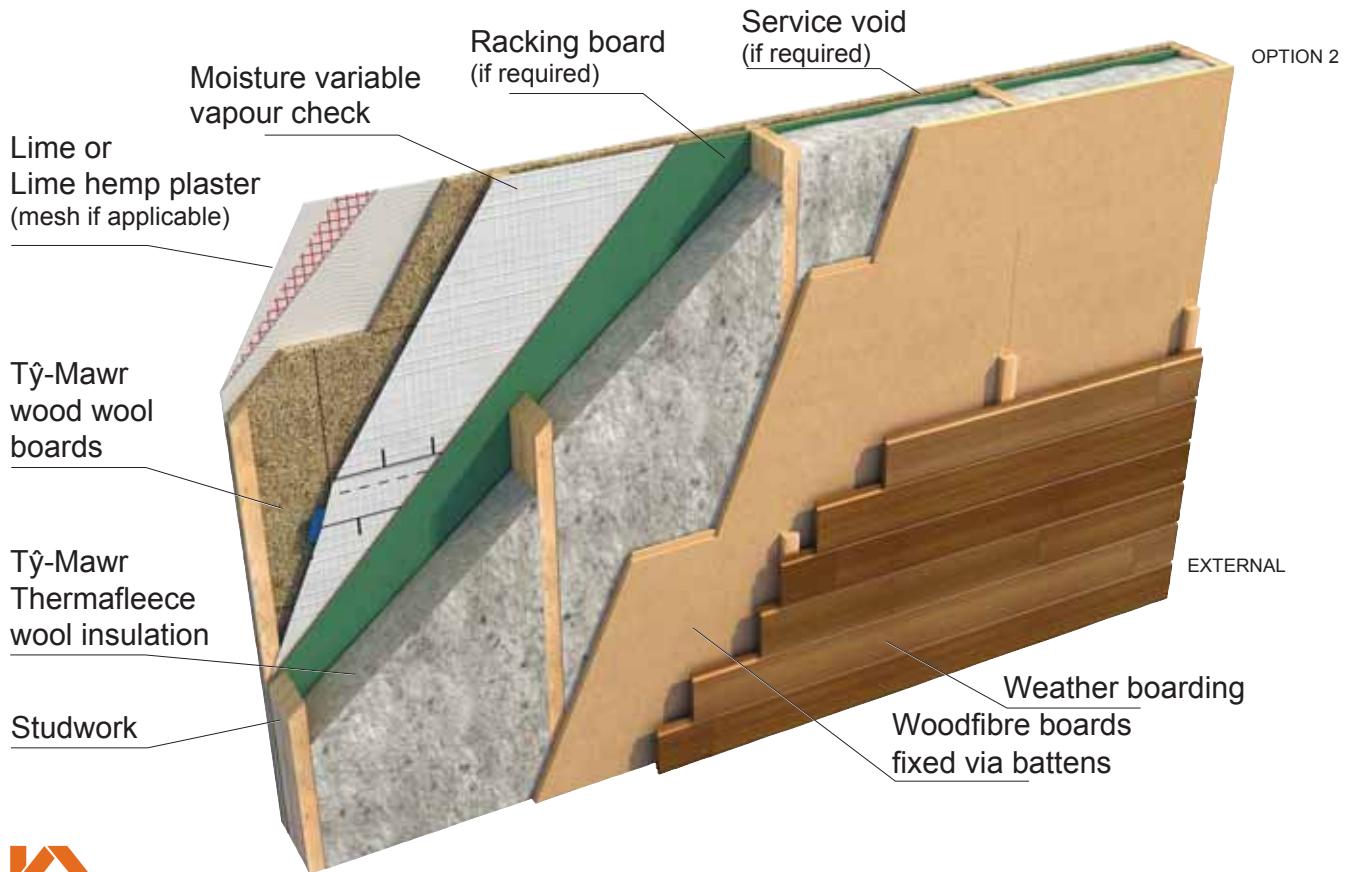 Service void
(if required)
OPTION 2
Racking board
(if required)
Moisture variable
vapour check
Lime or
Lime hemp plaster
(mesh if applicable)
Tŷ-Mawr
wood wool
boards
Tŷ-Mawr
Thermafleece
wool insulation
Studwork
EXTERNAL
Weather boarding
Woodfibre boards
fixed via battens